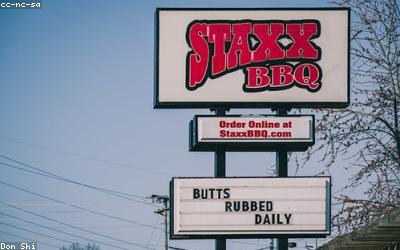 cc-nc-sa
STAXX
BBQ
Order Online at
StaxxBBQ.com
BUTTS
RUBBED
DAILY
Don Ski